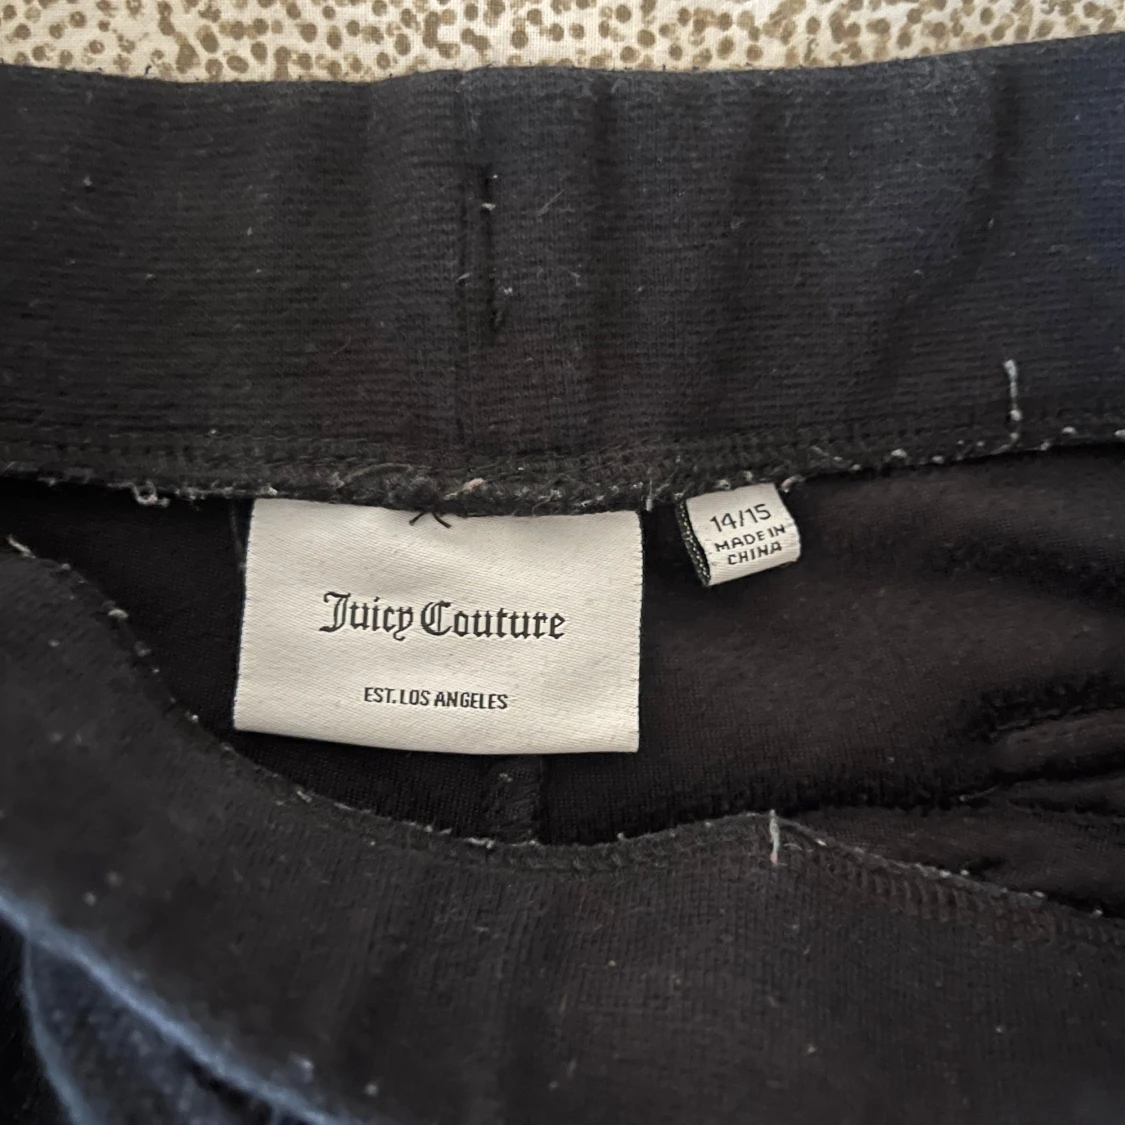 Juicy Couture
EST. LOS ANGELES
14/15
MADE IN
CHINA